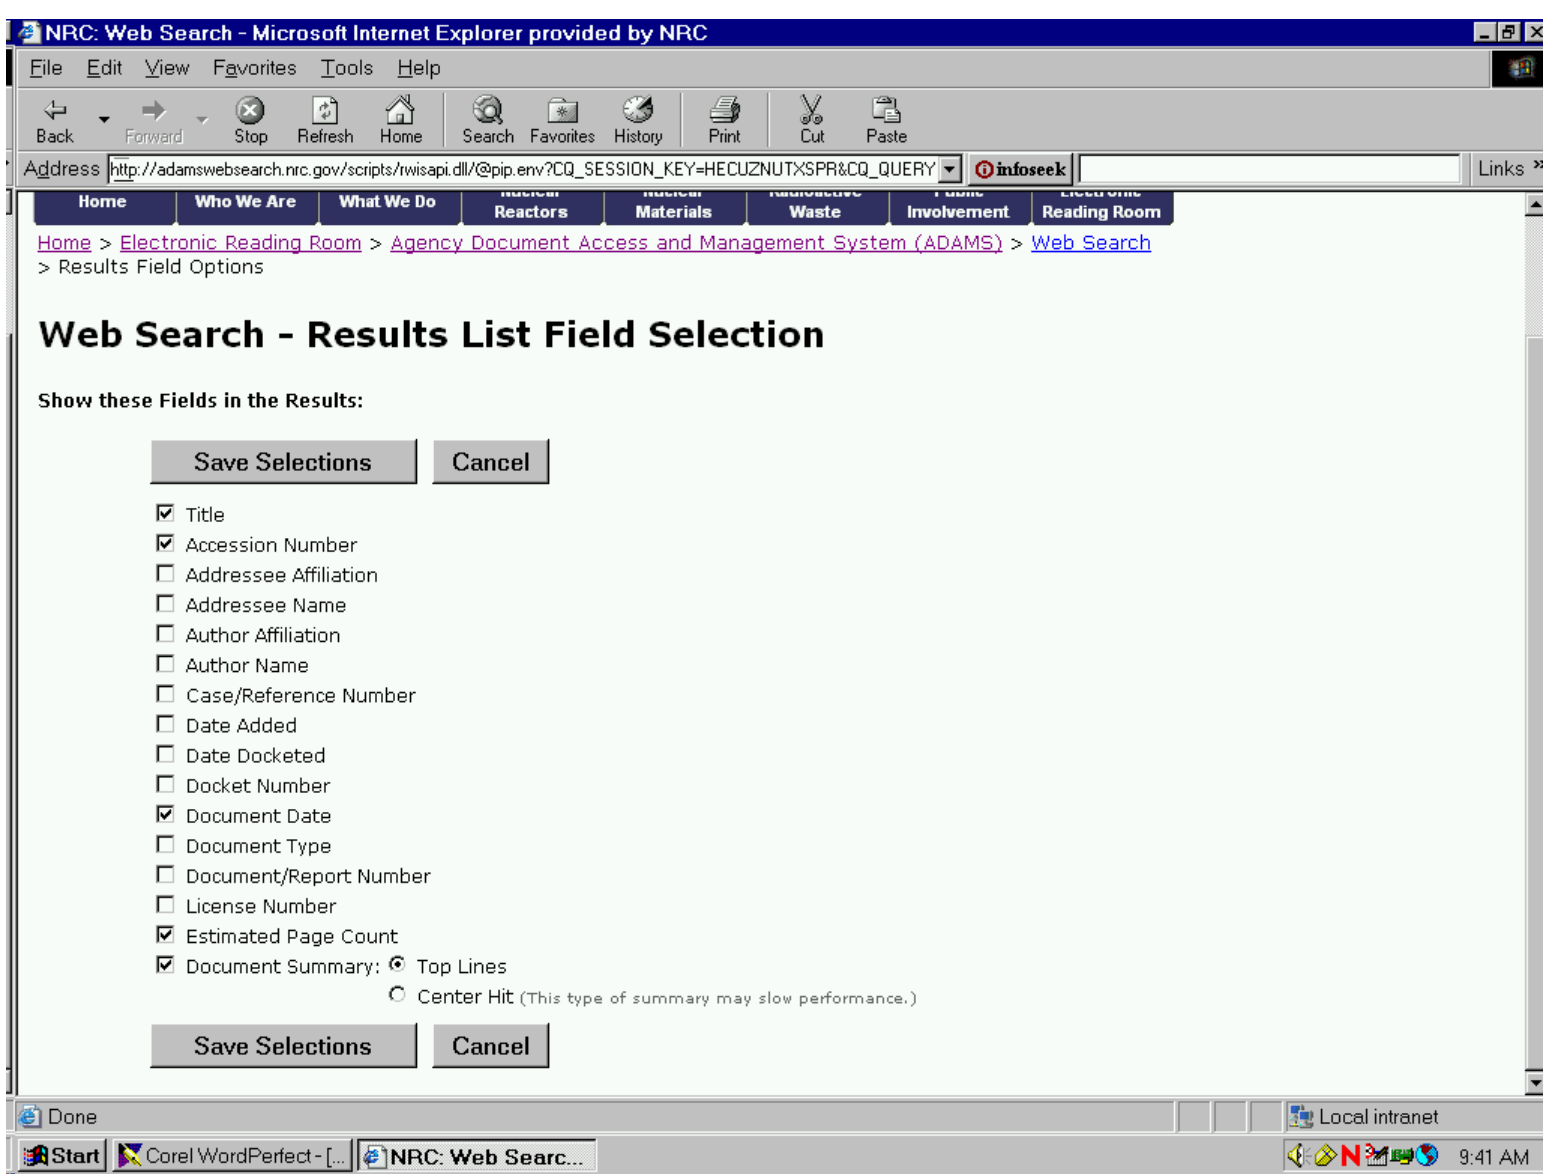 NRC: Web Search - Microsoft Internet Explorer provided by NRC
File Edit View Favorites Tools Help
Back Forward Stop Refresh Home Search Favorites History Print Cut Paste
Address http://adamswebsearch.nrc.gov/scripts/rwisapi.dll/@pip.env?CQ_SESSION_KEY=HECUZNUTXSPR&CQ_QUERY infoseek Links »
Home Who We Are What We Do Nuclear Reactors Nuclear Materials Radioactive Waste Public Involvement Electronic Reading Room
Home > Electronic Reading Room > Agency Document Access and Management System (ADAMS) > Web Search
> Results Field Options
Web Search - Results List Field Selection
Show these Fields in the Results:
Save Selections Cancel
Title
Accession Number
Addressee Affiliation
Addressee Name
Author Affiliation
Author Name
Case/Reference Number
Date Added
Date Docketed
Docket Number
Document Date
Document Type
Document/Report Number
License Number
Estimated Page Count
Document Summary: Top Lines
Center Hit (This type of summary may slow performance.)
Save Selections Cancel
Done Local intranet
Start Corel WordPerfect - [... NRC: Web Searc... N 9:41 AM